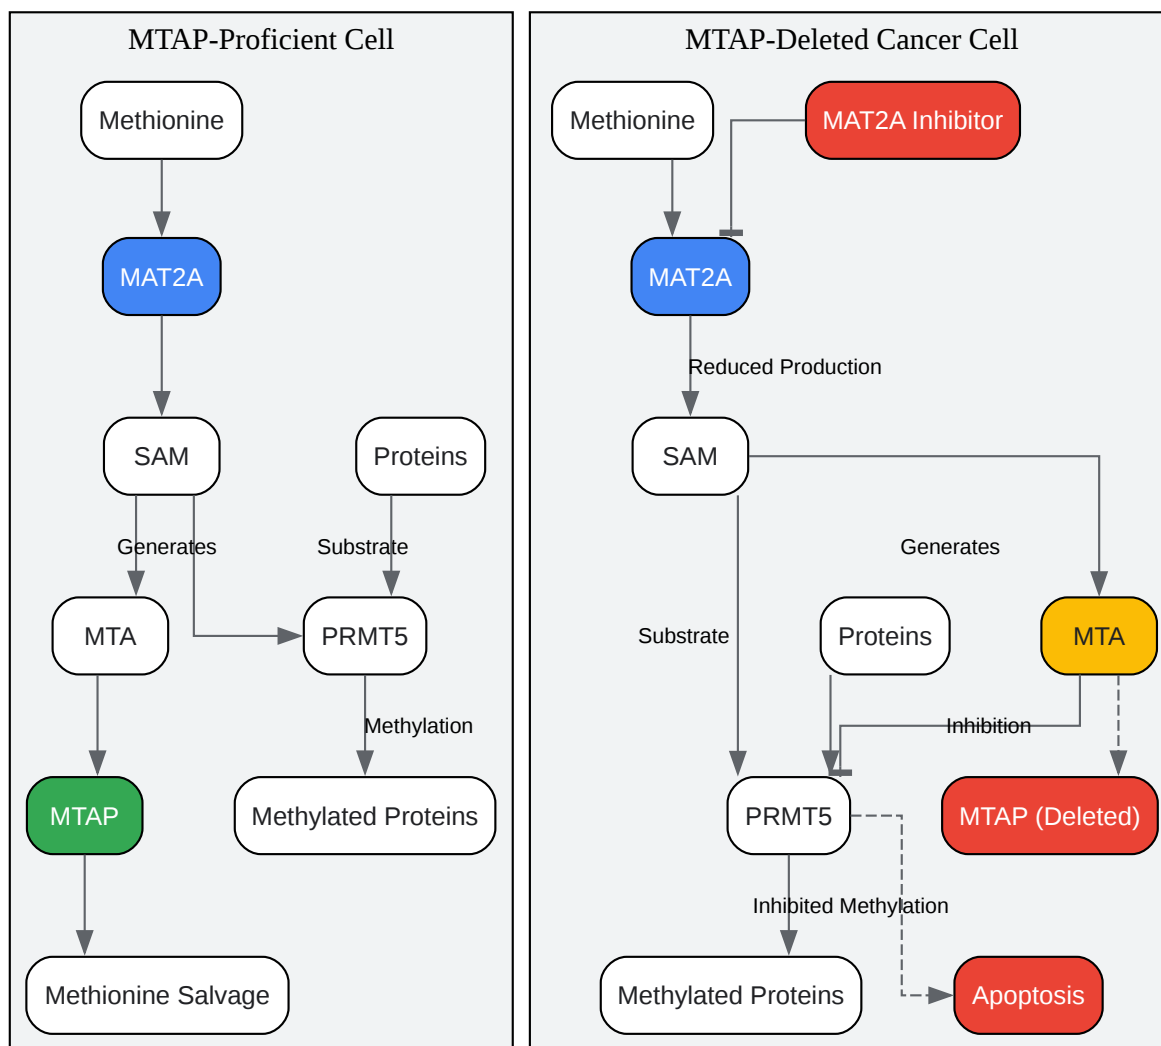 MTAP-Proficient Cell
Methionine
MAT2A
SAM
Proteins
Generates
Substrate
MTA
PRMT5
Methylation
MTAP
Methylated Proteins
Methionine Salvage
MTAP-Deleted Cancer Cell
Methionine
MAT2A Inhibitor
MAT2A
Reduced Production
SAM
Generates
Substrate
Proteins
MTA
Inhibition
PRMT5
MTAP (Deleted)
Inhibited Methylation
Methylated Proteins
Apoptosis